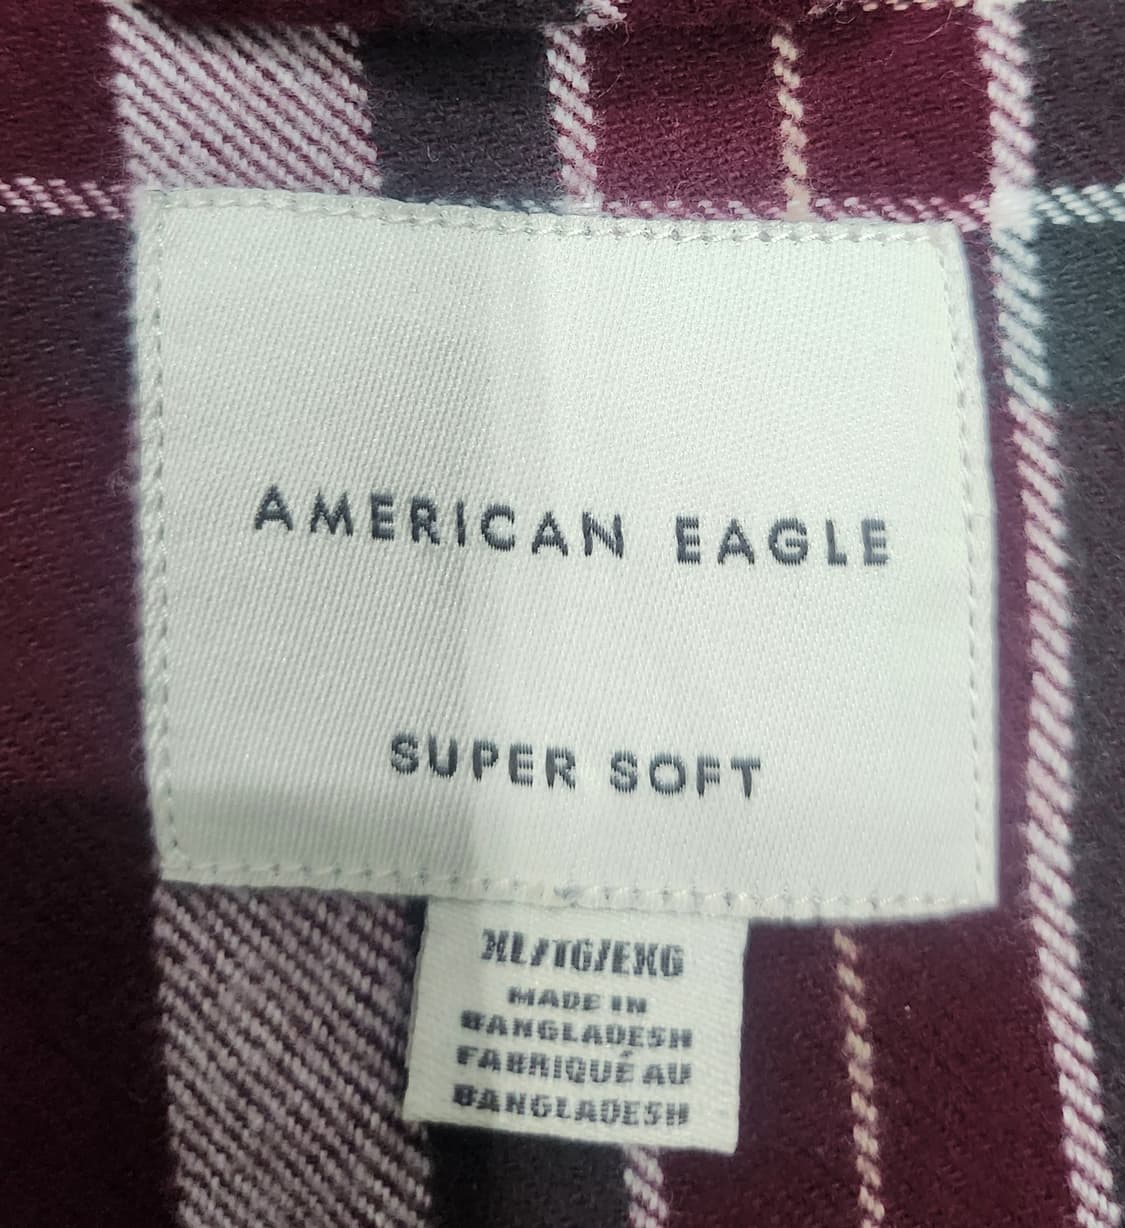 AMERICAN EAGLE
SUPER SOFT
XL/TG/EXG
MADE IN
BANGLADESH
FABRIQUÉ AU
BANGLADESH